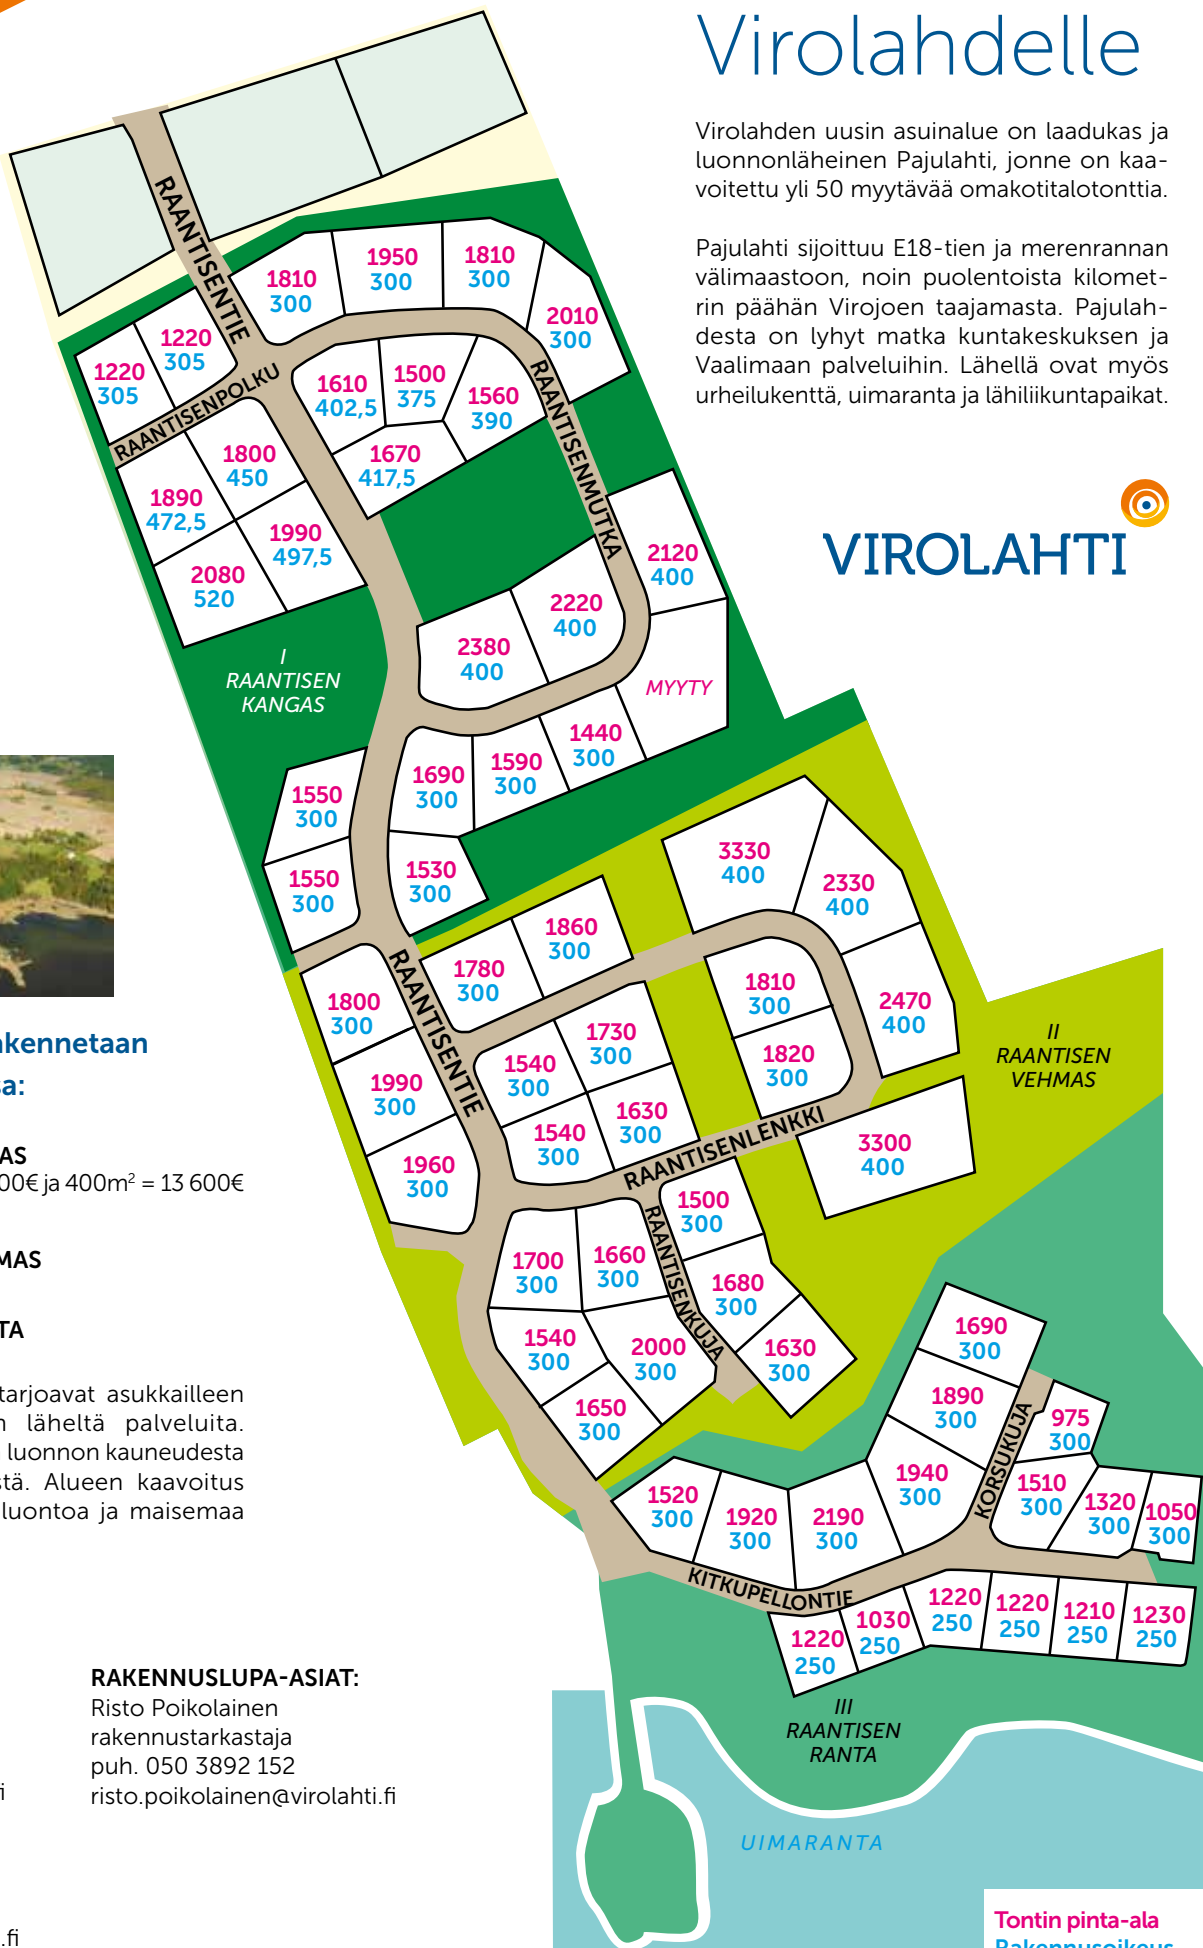 Virolahdelle
Virolahden uusin asuinalue on laadukas ja
luonnonläheinen Pajulahti, jonne on kaa-
voitettu yli 50 myytävää omakotitalotonttia.
Pajulahti sijoittuu E18-tien ja merenrannan
välimaastoon, noin puolentoista kilomet-
rin päähän Virojoen taajamasta. Pajulah-
desta on lyhyt matka kuntakeskuksen ja
Vaalimaan palveluihin. Lähellä ovat myös
urheilukenttä, uimaranta ja lähiliikuntapaikat.
VIROLAHTI
RAANTISENTIE
1810
300
1950
300
1810
300
2010
300
1220
305
1220
305
RAANTISENPOLKU
1610
402,5
1500
375
1560
390
1670
417,5
RAANTISENMUTKA
1800
450
1890
472,5
1990
497,5
2080
520
2120
400
2220
400
2380
400
MYYTY
I
RAANTISEN
KANGAS
1440
300
1590
300
1690
300
1550
300
1550
300
1530
300
3330
400
2330
400
1860
300
1780
300
RAANTISENTIE
1800
300
1810
300
2470
400
1730
300
1540
300
1820
300
1990
300
1630
300
1540
300
II
RAANTISEN
VEHMAS
RAANTISENLENKKI
3300
400
1960
300
1500
300
RAANTISENKUJA
1700
300
1660
300
1680
300
1540
300
2000
300
1630
300
1650
300
1690
300
1890
300
975
300
KORSUKUJA
1940
300
1510
300
1320
300
1050
300
1520
300
1920
300
2190
300
KITKUPELLONTIE
1220
250
1030
250
1220
250
1220
250
1210
250
1230
250
III
RAANTISEN
RANTA
UIMARANTA
Tontin pinta-ala
Rakennusoikeus
akennetaan
sa:
AS
00€ ja 400m² = 13 600€
MAS
TA
tarjoavat asukkailleen
n läheltä palveluita.
luonnon kauneudesta
stä. Alueen kaavoitus
luontoa ja maisemaa
RAKENNUSLUPA-ASIAT:
Risto Poikolainen
rakennustarkastaja
puh. 050 3892 152
risto.poikolainen@virolahti.fi
fi
.fi